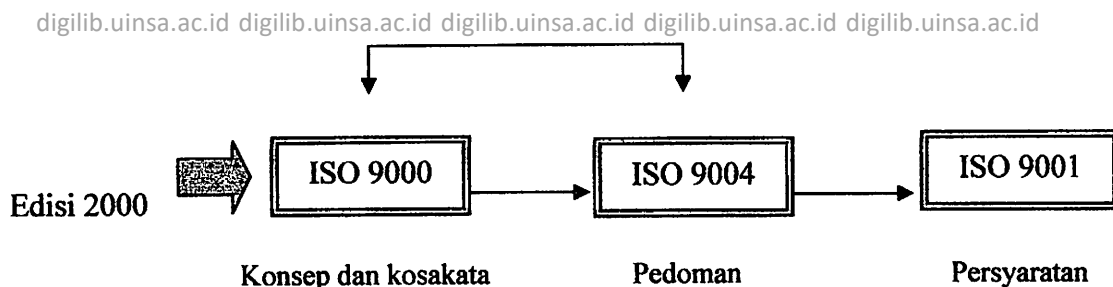 digilib.uinsa.ac.id digilib.uinsa.ac.id digilib.uinsa.ac.id digilib.uinsa.ac.id digilib.uinsa.ac.id
ISO 9000 ISO 9004 ISO 9001
Edisi 2000
Konsep dan kosakata Pedoman Persyaratan